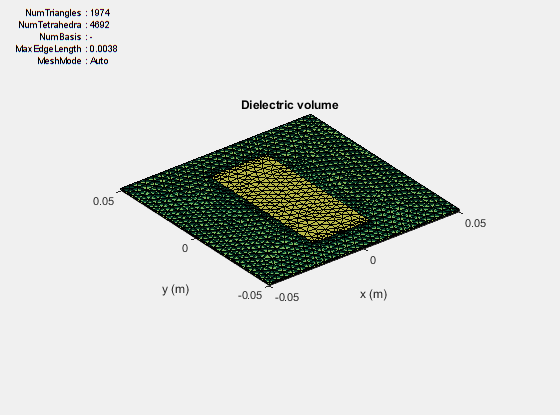 NumTriangles : 1974
NumTetrahedra : 4692
NumBasis : -
MaxEdgeLength : 0.0038
MeshMode : Auto
Dielectric volume
0.05
0
-0.05
y (m)
-0.05
0
0.05
x (m)